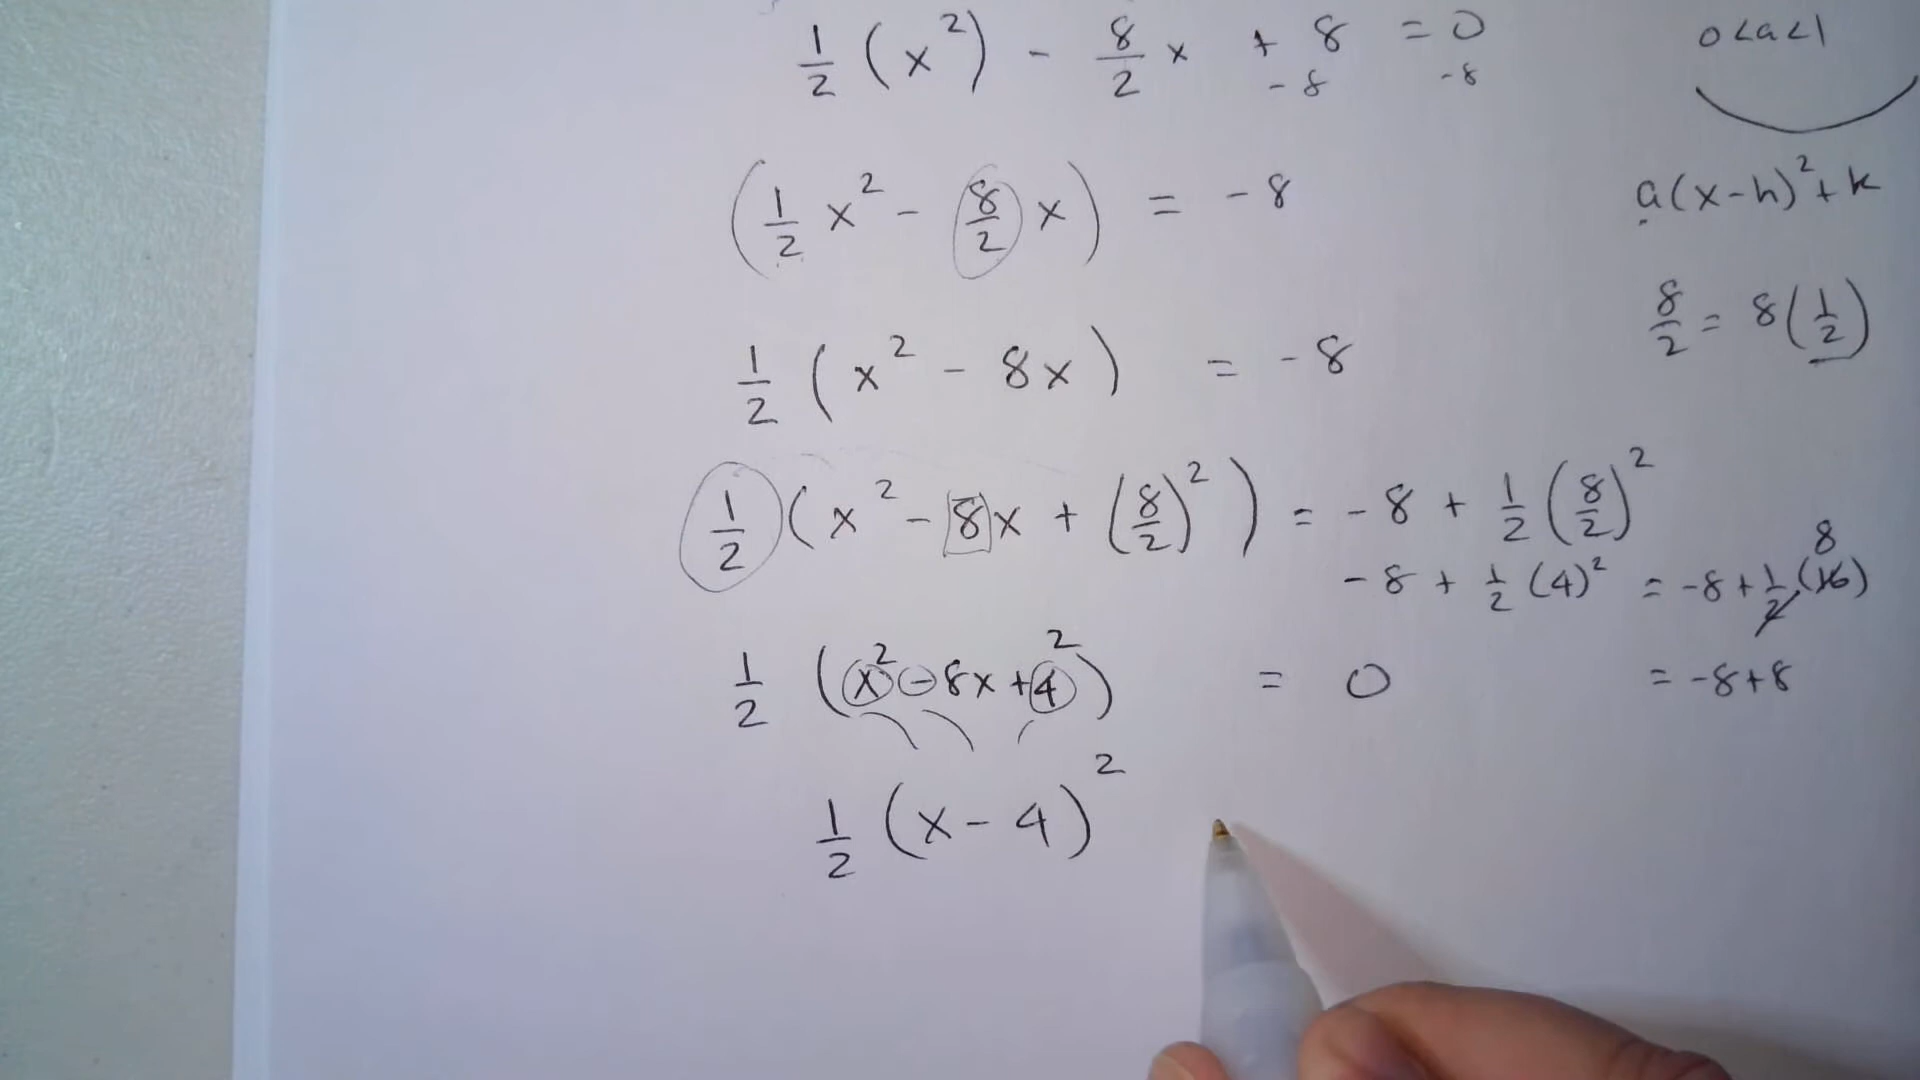 1/2 (x²) - 8/2 x + 8 = 0
- 8 - 8
0 < a < 1
(1/2 x² - 8/2 x) = - 8
a(x-h)² + k
8/2 = 8(1/2)
1/2 (x² - 8x) = - 8
1/2 (x² - 8x + (8/2)²) = - 8 + 1/2 (8/2)²
8
- 8 + 1/2 (4)² = -8 + 1/2 (16)
1/2 (x² - 8x + 4²) = 0
= -8+8
1/2 (x - 4)²